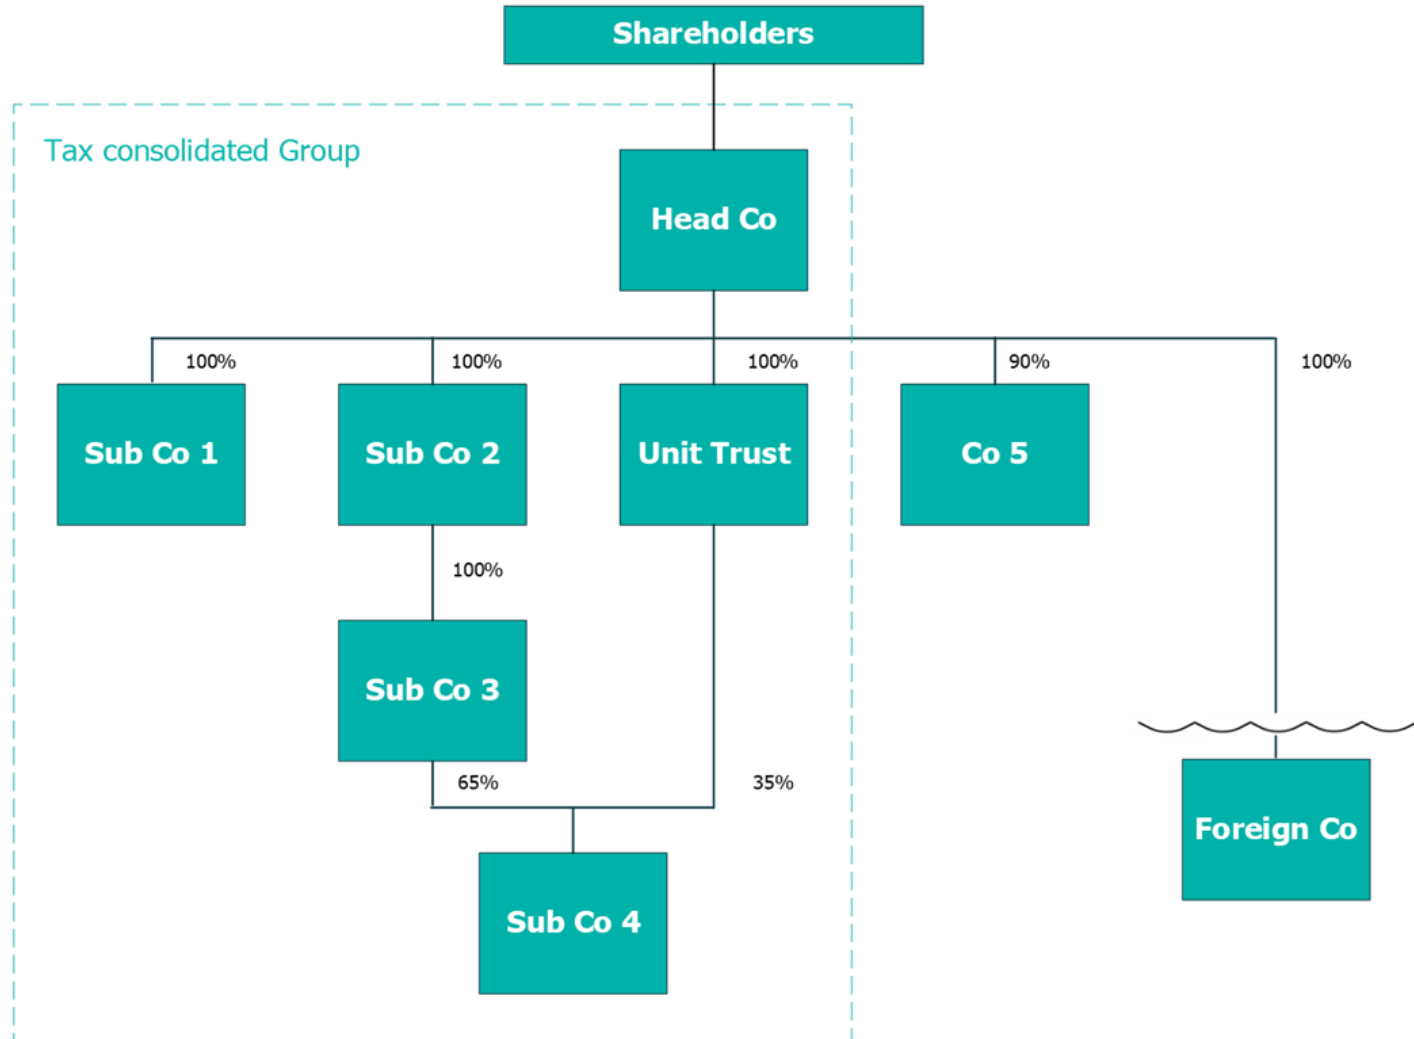 Shareholders
Tax consolidated Group
Head Co
100%
100%
100%
90%
100%
Sub Co 1
Sub Co 2
Unit Trust
Co 5
100%
Sub Co 3
65%
35%
Foreign Co
Sub Co 4